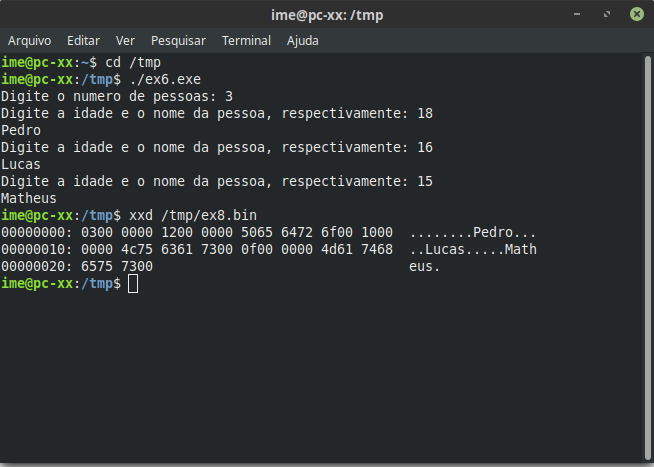 ime@pc-xx: /tmp
Arquivo Editar Ver Pesquisar Terminal Ajuda
ime@pc-xx:~$ cd /tmp
ime@pc-xx:/tmp$ ./ex6.exe
Digite o numero de pessoas: 3
Digite a idade e o nome da pessoa, respectivamente: 18
Pedro
Digite a idade e o nome da pessoa, respectivamente: 16
Lucas
Digite a idade e o nome da pessoa, respectivamente: 15
Matheus
ime@pc-xx:/tmp$ xxd /tmp/ex8.bin
00000000: 0300 0000 1200 0000 5065 6472 6f00 1000  ........Pedro...
00000010: 0000 4c75 6361 7300 0f00 0000 4d61 7468  ..Lucas.....Math
00000020: 6575 7300                                eus.
ime@pc-xx:/tmp$